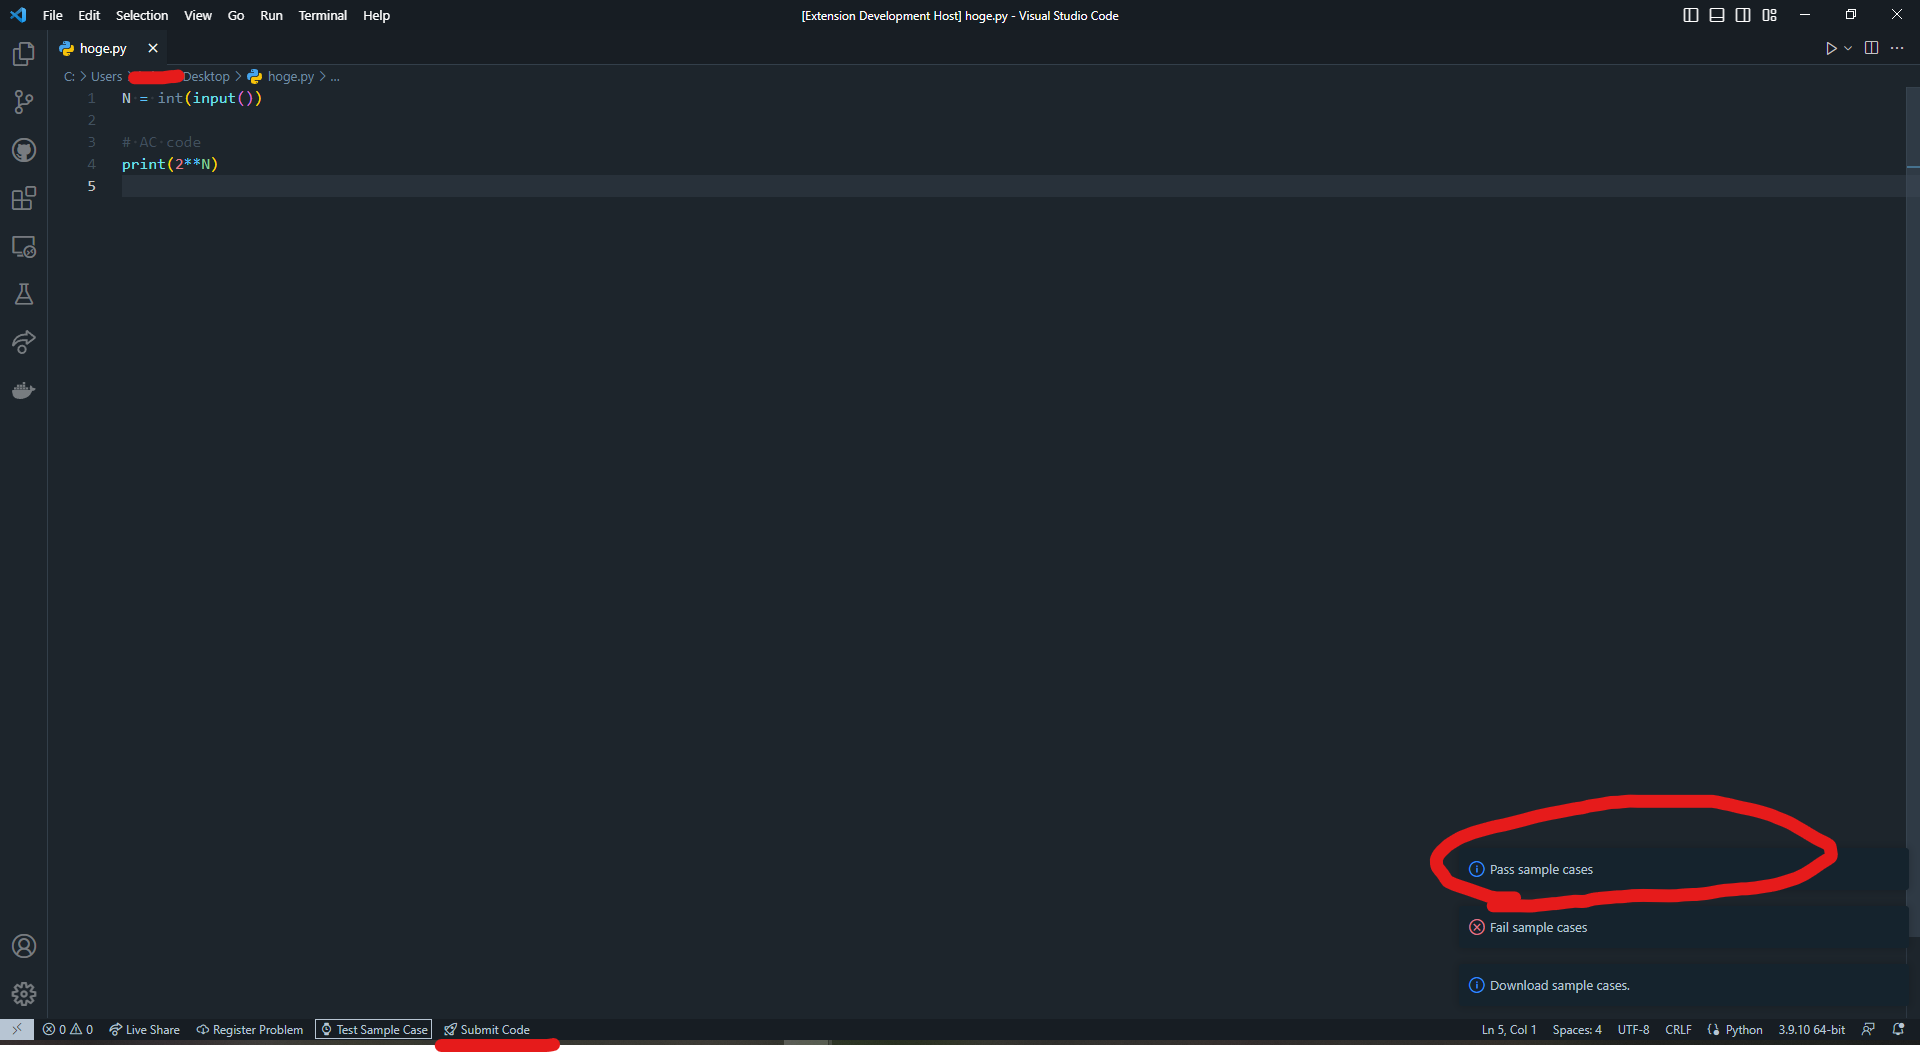 File Edit Selection View Go Run Terminal Help
[Extension Development Host] hoge.py - Visual Studio Code
hoge.py
C: > Users > Desktop > hoge.py > ...
1 N = int(input())
2
3 # AC code
4 print(2**N)
5
Pass sample cases
Fail sample cases
Download sample cases.
0 0 Live Share Register Problem Test Sample Case Submit Code
Ln 5, Col 1 Spaces: 4 UTF-8 CRLF Python 3.9.10 64-bit